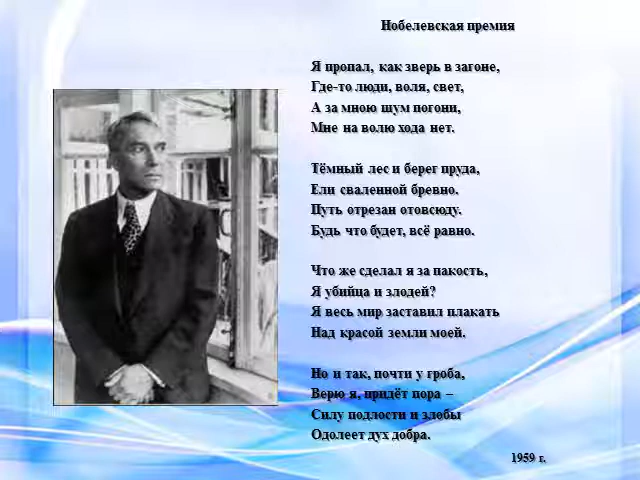 Нобелевская премия
Я пропал, как зверь в загоне,
Где-то люди, воля, свет,
А за мною шум погони,
Мне на волю хода нет.
Тёмный лес и берег пруда,
Ели сваленной бревно.
Путь отрезан отовсюду.
Будь что будет, всё равно.
Что же сделал я за пакость,
Я убийца и злодей?
Я весь мир заставил плакать
Над красой земли моей.
Но и так, почти у гроба,
Верю я, придёт пора –
Силу подлости и злобы
Одолеет дух добра.
1959 г.